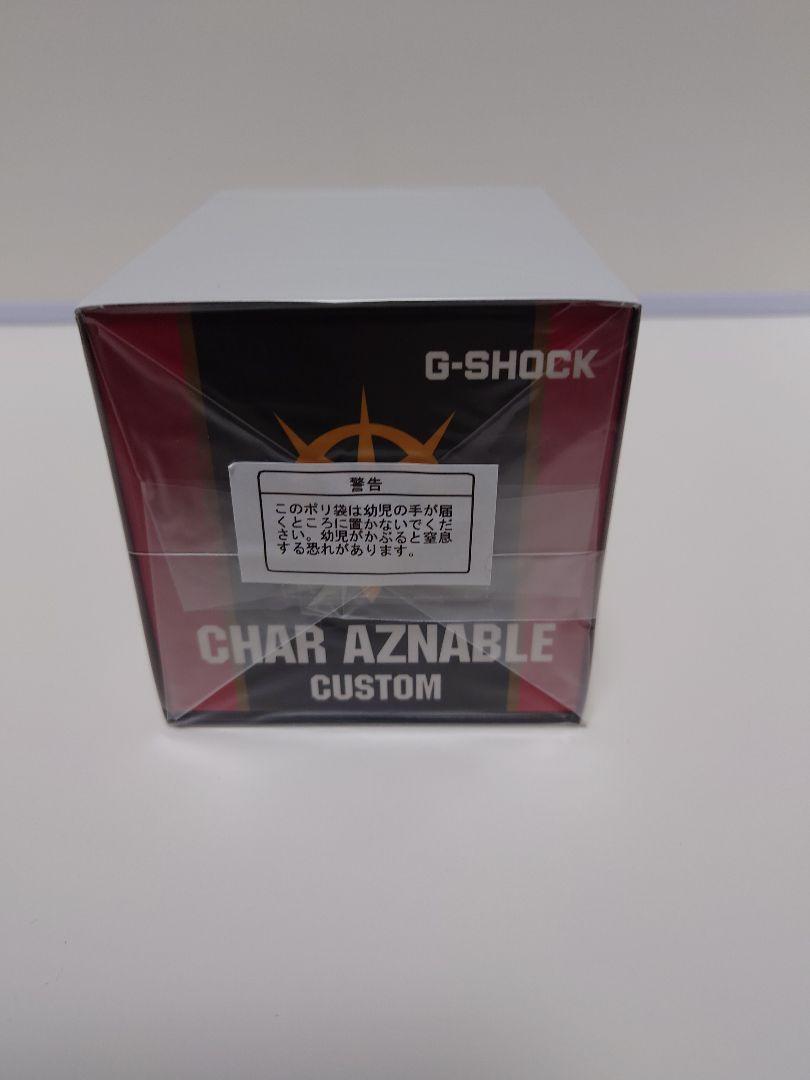 G-SHOCK
警告
このポリ袋は幼児の手が届
くところに置かないでくだ
さい。幼児がかぶると窒息
する恐れがあります。
CHAR AZNABLE
CUSTOM